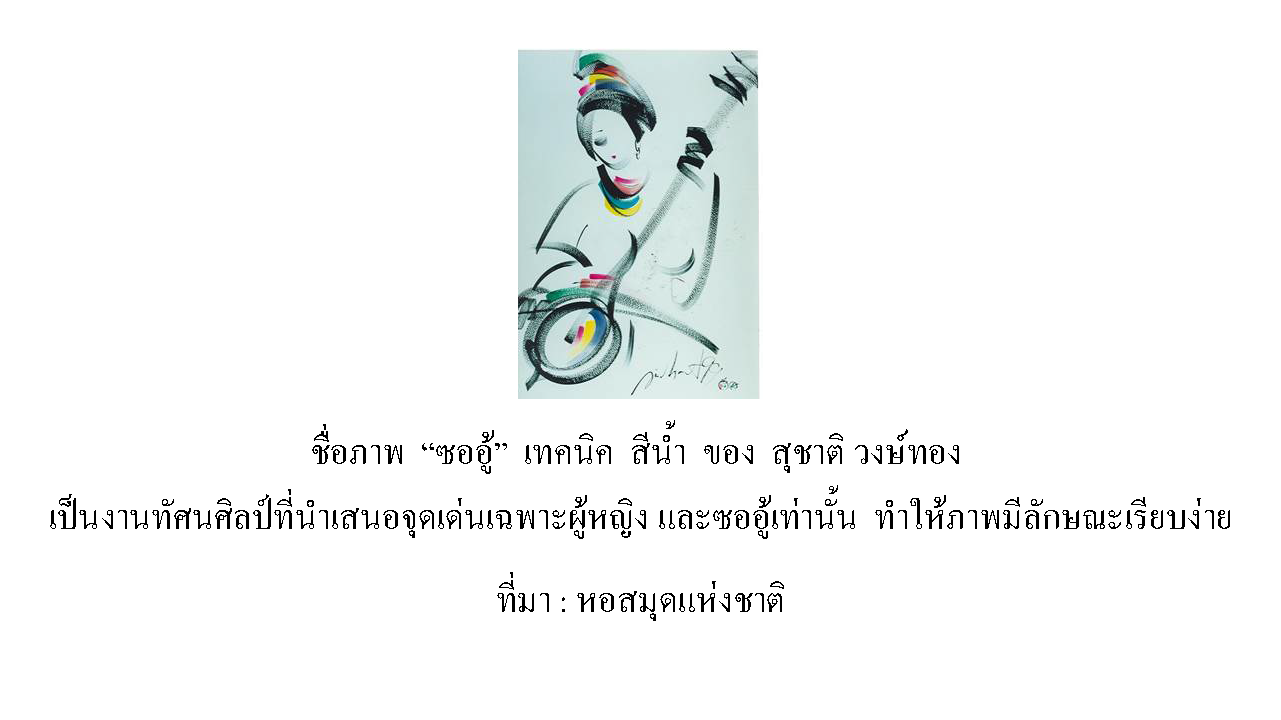 ชื่อภาพ “ซออู้” เทคนิค สีน้ำ ของ สุชาติ วงษ์ทอง
เป็นงานทัศนศิลป์ที่นำเสนอจุดเด่นเฉพาะผู้หญิง และซออู้เท่านั้น ทำให้ภาพมีลักษณะเรียบง่าย
ที่มา : หอสมุดแห่งชาติ